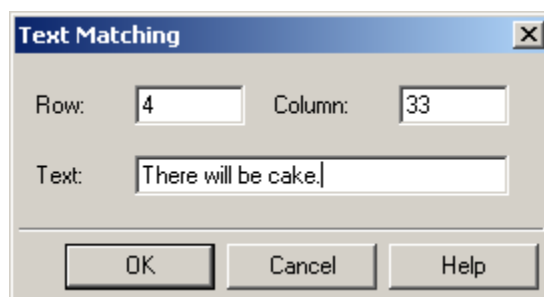 Text Matching
Row: 4 Column: 33
Text: There will be cake.
OK Cancel Help